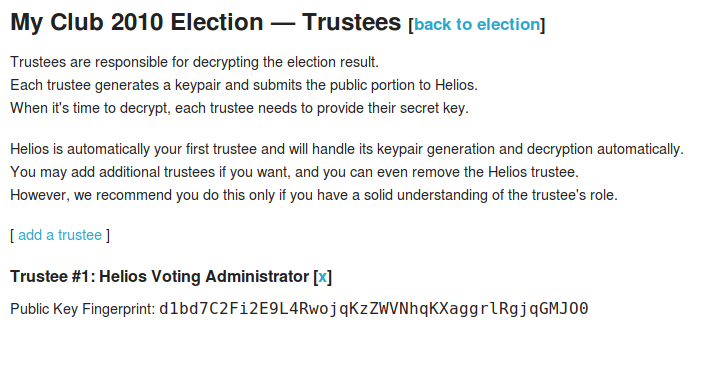 My Club 2010 Election — Trustees [back to election]
Trustees are responsible for decrypting the election result.
Each trustee generates a keypair and submits the public portion to Helios.
When it's time to decrypt, each trustee needs to provide their secret key.
Helios is automatically your first trustee and will handle its keypair generation and decryption automatically.
You may add additional trustees if you want, and you can even remove the Helios trustee.
However, we recommend you do this only if you have a solid understanding of the trustee's role.
[ add a trustee ]
Trustee #1: Helios Voting Administrator [x]
Public Key Fingerprint: d1bd7C2Fi2E9L4RwojqKzZWVNhqKXaggrlRgjqGMJO0